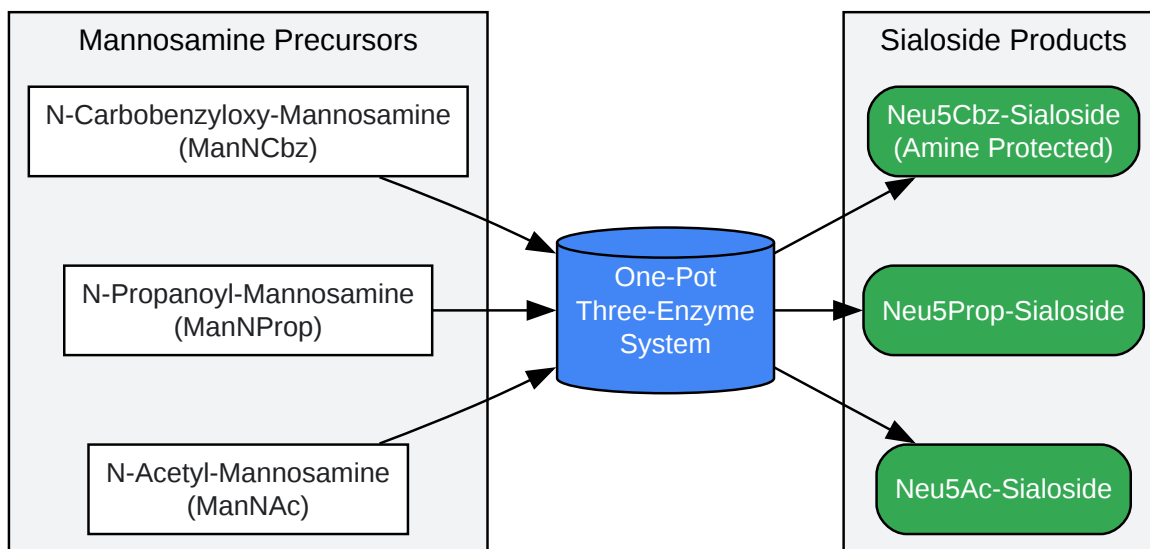 Mannosamine Precursors
N-Carbobenzyloxy-Mannosamine
(ManNCbz)
N-Propanoyl-Mannosamine
(ManNProp)
N-Acetyl-Mannosamine
(ManNAc)
One-Pot
Three-Enzyme
System
Sialoside Products
Neu5Cbz-Sialoside
(Amine Protected)
Neu5Prop-Sialoside
Neu5Ac-Sialoside